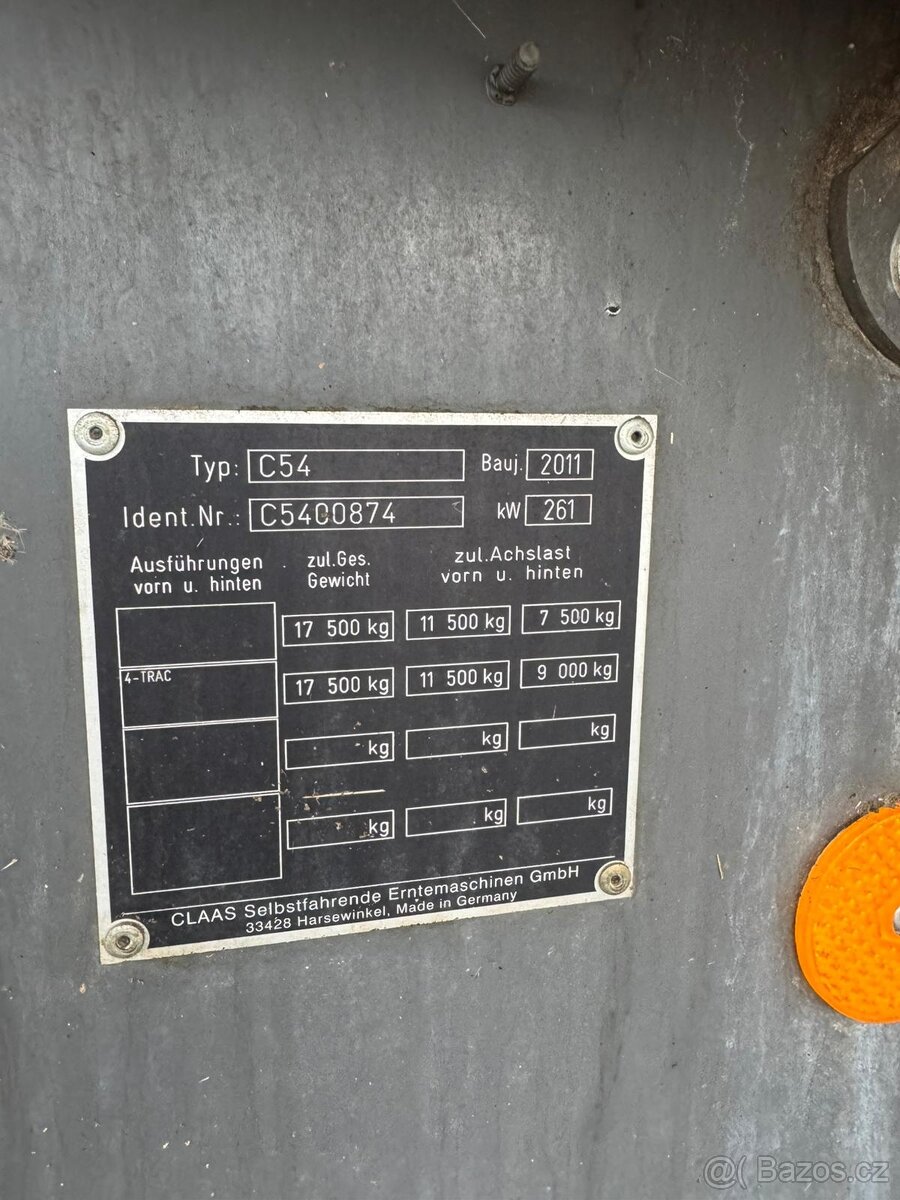 Typ: C54 Bauj. 2011
Ident.Nr.: C5400874 kW 261
Ausführungen vorn u. hinten zul.Ges. Gewicht zul.Achslast vorn u. hinten
17 500 kg 11 500 kg 7 500 kg
4-TRAC 17 500 kg 11 500 kg 9 000 kg
kg kg kg
kg kg kg
CLAAS Selbstfahrende Erntemaschinen GmbH
33428 Harsewinkel, Made in Germany
@( Bazos.cz